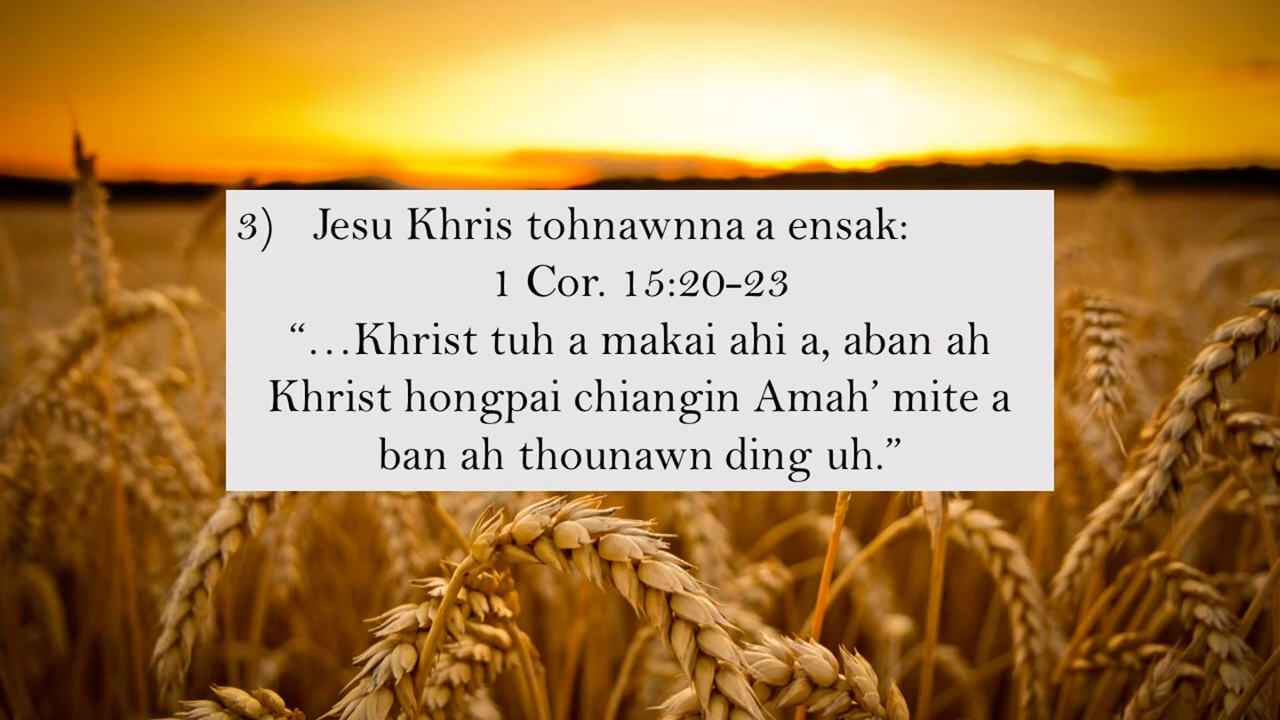 3) Jesu Khris tohnawnna a ensak:
1 Cor. 15:20-23
“…Khrist tuh a makai ahi a, aban ah
Khrist hongpai chiangin Amah’ mite a
ban ah thounawn ding uh.”